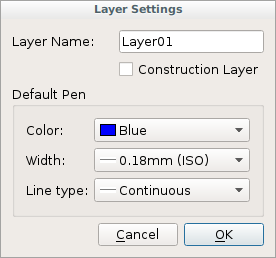 Layer Settings
Layer Name: Layer01
Construction Layer
Default Pen
Color: Blue
Width: 0.18mm (ISO)
Line type: Continuous
Cancel OK